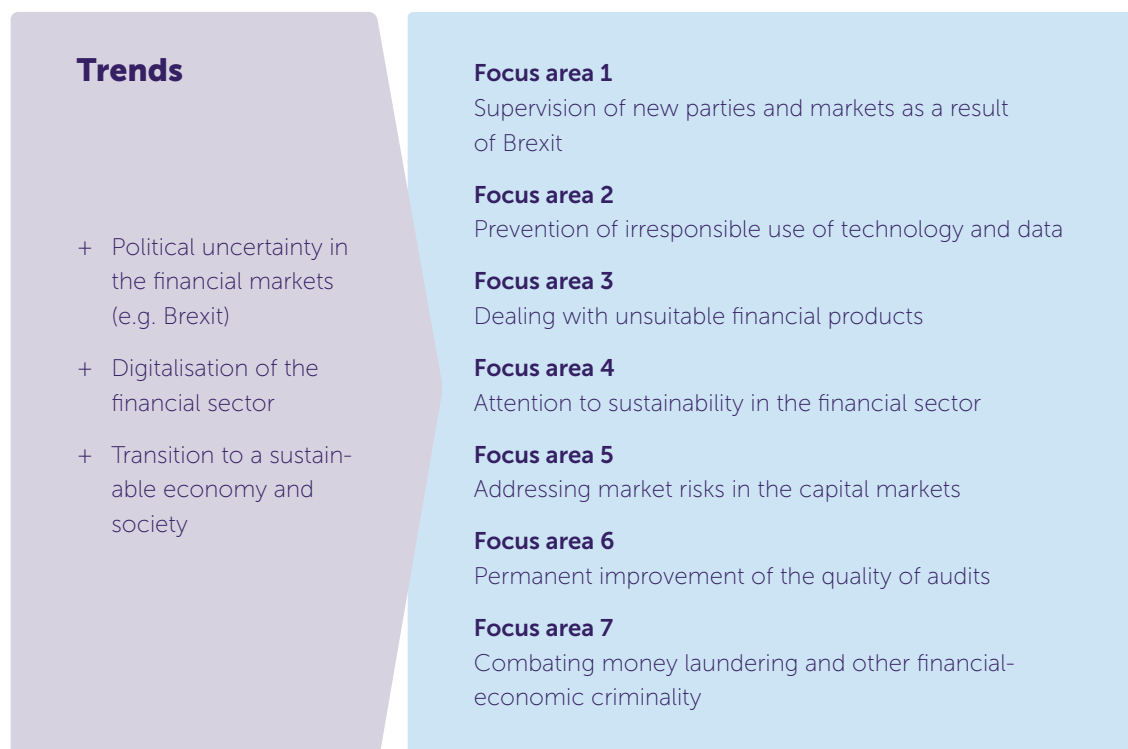 Trends
+ Political uncertainty in
the financial markets
(e.g. Brexit)
+ Digitalisation of the
financial sector
+ Transition to a sustain-
able economy and
society
Focus area 1
Supervision of new parties and markets as a result
of Brexit
Focus area 2
Prevention of irresponsible use of technology and data
Focus area 3
Dealing with unsuitable financial products
Focus area 4
Attention to sustainability in the financial sector
Focus area 5
Addressing market risks in the capital markets
Focus area 6
Permanent improvement of the quality of audits
Focus area 7
Combating money laundering and other financial-
economic criminality